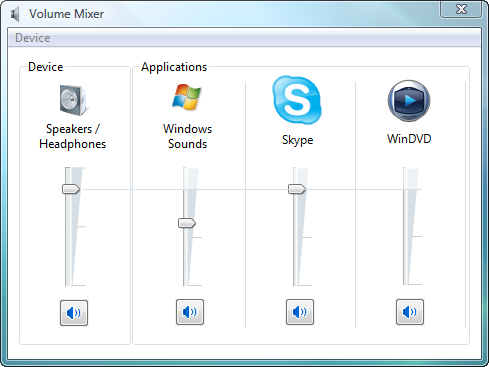 Volume Mixer
Device
Device
Applications
Speakers /
Headphones
Windows
Sounds
Skype
WinDVD